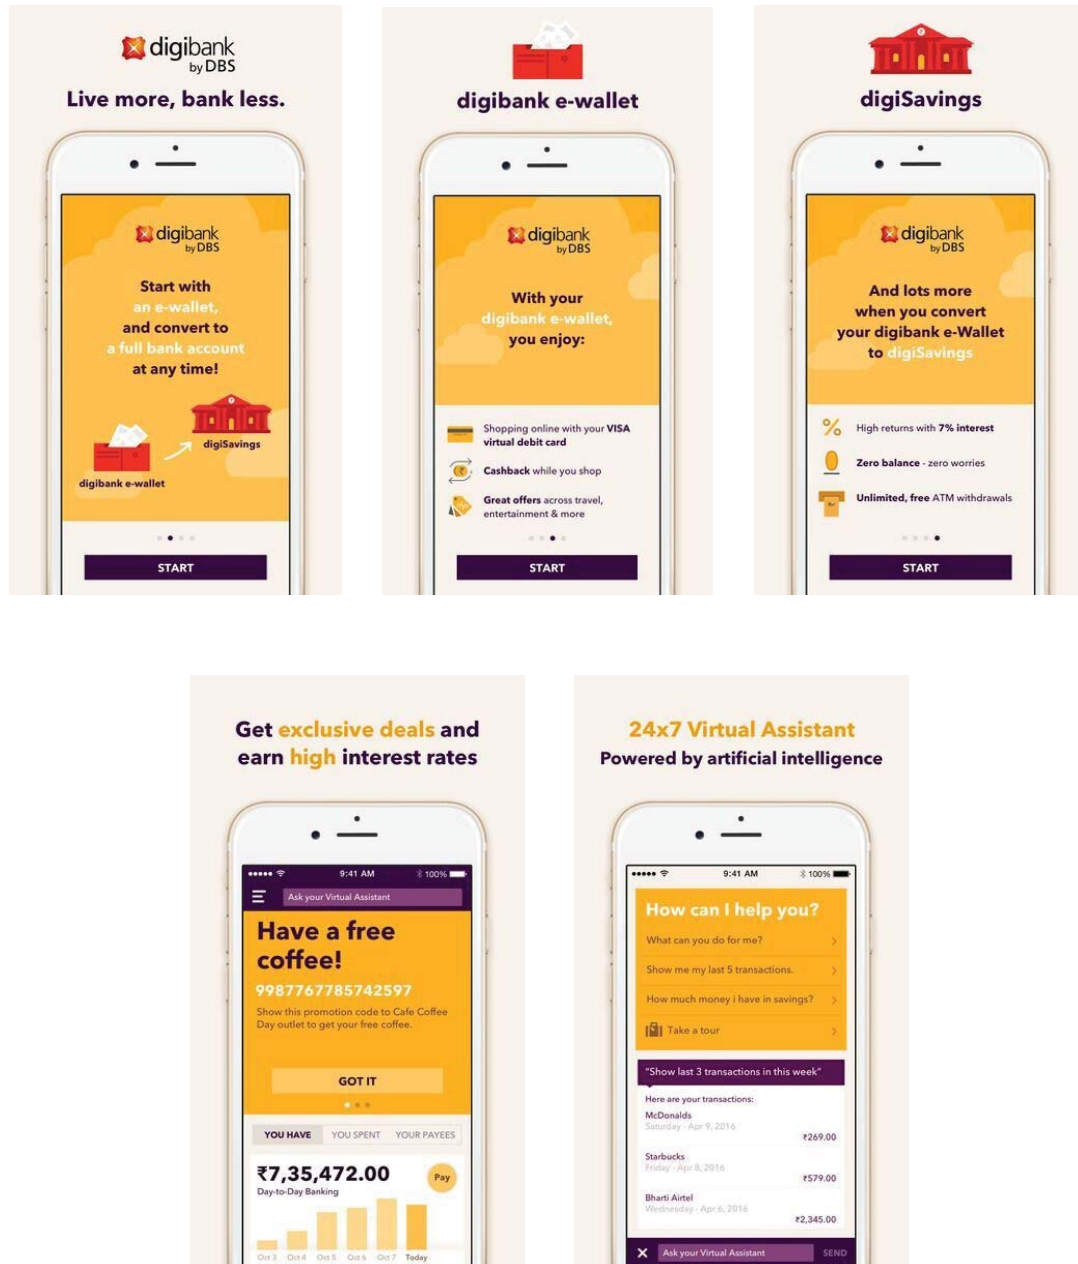 digibank
by DBS
Live more, bank less.
digibank
by DBS
Start with
an e-wallet,
and convert to
a full bank account
at any time!
digiSavings
digibank e-wallet
START
digibank e-wallet
digibank
by DBS
With your
digibank e-wallet,
you enjoy:
Shopping online with your VISA
virtual debit card
Cashback while you shop
Great offers across travel,
entertainment & more
START
digiSavings
digibank
by DBS
And lots more
when you convert
your digibank e-Wallet
to digiSavings
High returns with 7% interest
Zero balance - zero worries
Unlimited, free ATM withdrawals
START
Get exclusive deals and
earn high interest rates
9:41 AM 100%
Ask your Virtual Assistant
Have a free
coffee!
9987767785742597
Show this promotion code to Cafe Coffee
Day outlet to get your free coffee.
GOT IT
YOU HAVE YOU SPENT YOUR PAYEES
₹7,35,472.00
Pay
Day-to-Day Banking
Oct 3 Oct 4 Oct 5 Oct 6 Oct 7 Today
24x7 Virtual Assistant
Powered by artificial intelligence
9:41 AM 100%
How can I help you?
What can you do for me?
Show me my last 5 transactions.
How much money i have in savings?
Take a tour
"Show last 3 transactions in this week"
Here are your transactions:
McDonalds
Saturday - Apr 9, 2016
₹269.00
Starbucks
Friday - Apr 8, 2016
₹579.00
Bharti Airtel
Wednesday - Apr 6, 2016
₹2,345.00
Ask your Virtual Assistant SEND